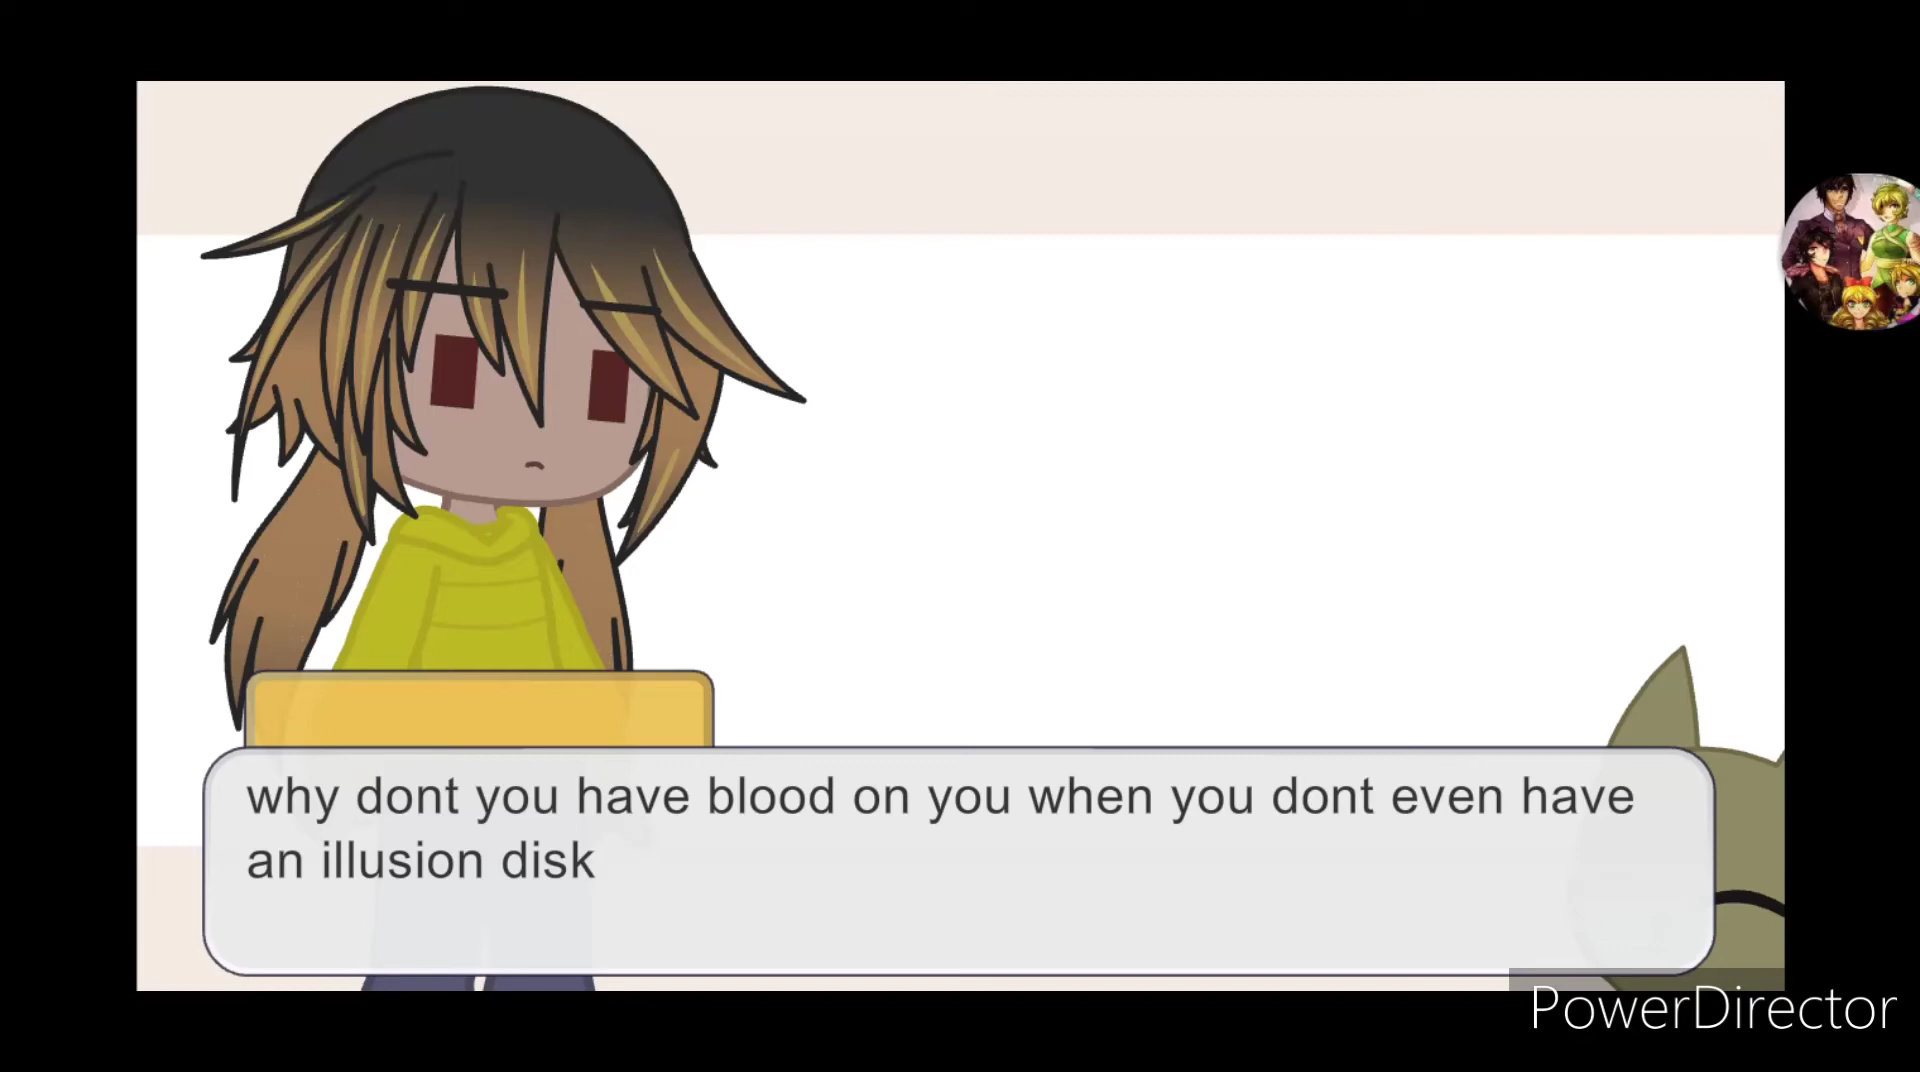 why dont you have blood on you when you dont even have
an illusion disk
PowerDirector